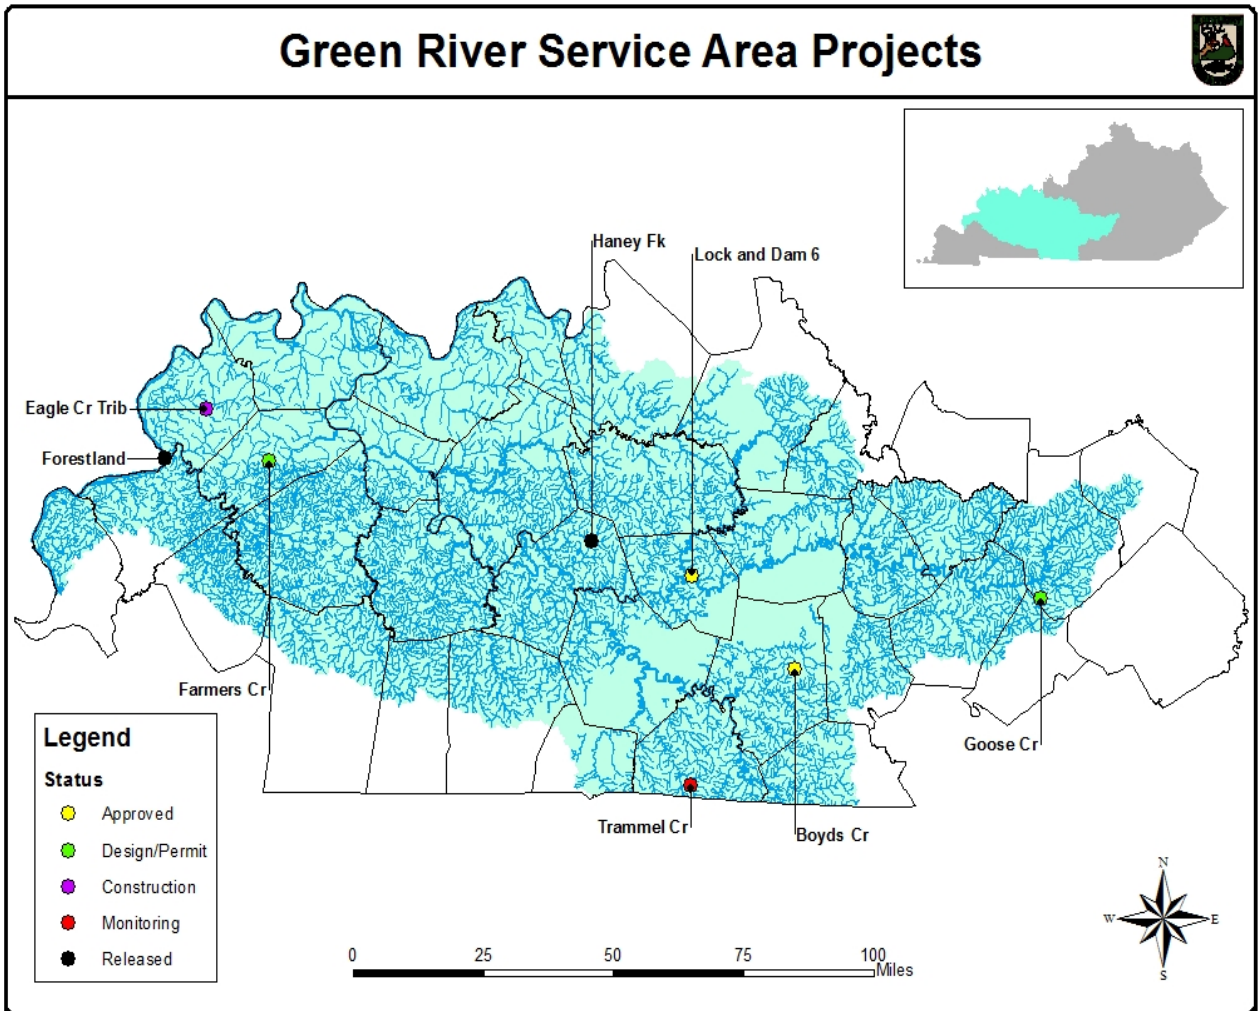 Green River Service Area Projects
Haney Fk
Lock and Dam 6
Eagle Cr Trib
Forestland
Farmers Cr
Goose Cr
Trammel Cr
Boyds Cr
Legend
Status
Approved
Design/Permit
Construction
Monitoring
Released
0 25 50 75 100
Miles
N
W E
S